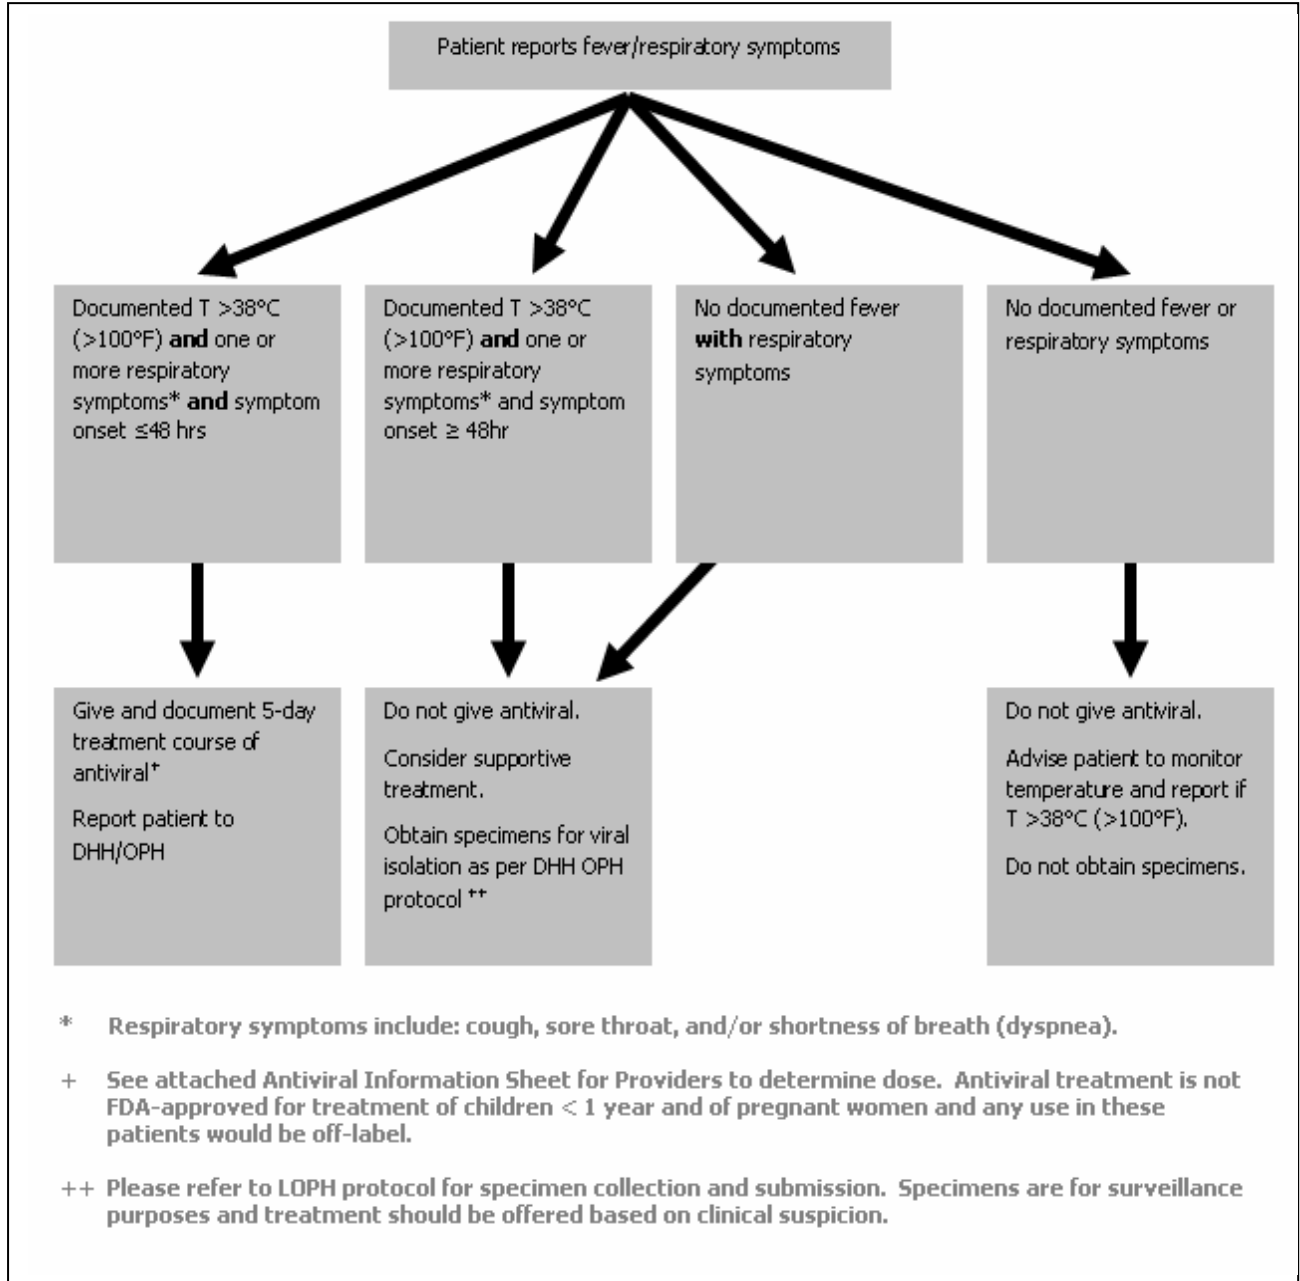 Patient reports fever/respiratory symptoms
Documented T >38°C
(>100°F) and one or
more respiratory
symptoms* and symptom
onset ≤48 hrs
Documented T >38°C
(>100°F) and one or
more respiratory
symptoms* and symptom
onset ≥ 48hr
No documented fever
with respiratory
symptoms
No documented fever or
respiratory symptoms
Give and document 5-day
treatment course of
antiviral+
Report patient to
DHH/OPH
Do not give antiviral.
Consider supportive
treatment.
Obtain specimens for viral
isolation as per DHH OPH
protocol ++
Do not give antiviral.
Advise patient to monitor
temperature and report if
T >38°C (>100°F).
Do not obtain specimens.
* Respiratory symptoms include: cough, sore throat, and/or shortness of breath (dyspnea).
+ See attached Antiviral Information Sheet for Providers to determine dose. Antiviral treatment is not
FDA-approved for treatment of children < 1 year and of pregnant women and any use in these
patients would be off-label.
++ Please refer to LOPH protocol for specimen collection and submission. Specimens are for surveillance
purposes and treatment should be offered based on clinical suspicion.